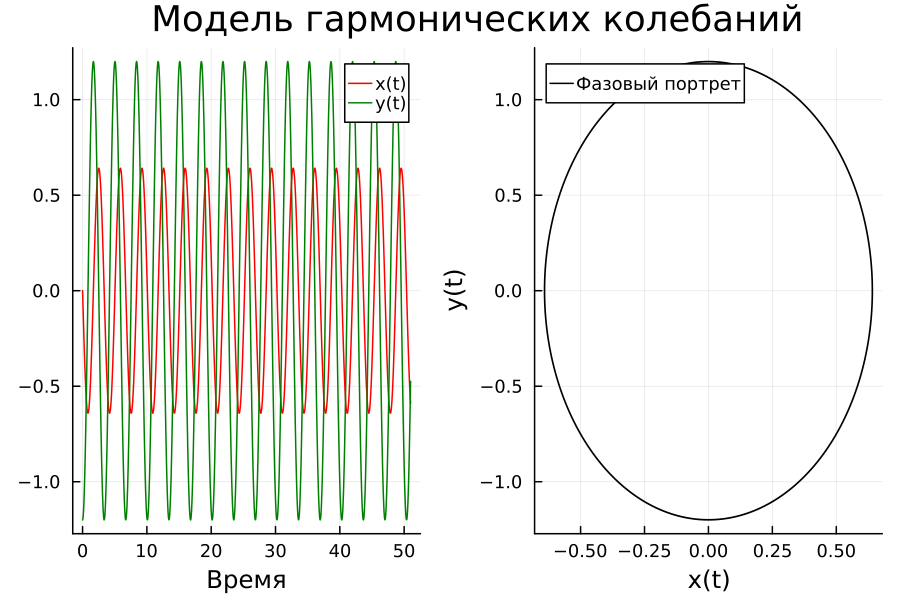 Модель гармонических колебаний
x(t)
y(t)
1.0
0.5
0.0
−0.5
−1.0
0 10 20 30 40 50
Время
Фазовый портрет
y(t)
1.0
0.5
0.0
−0.5
−1.0
−0.50 −0.25 0.00 0.25 0.50
x(t)